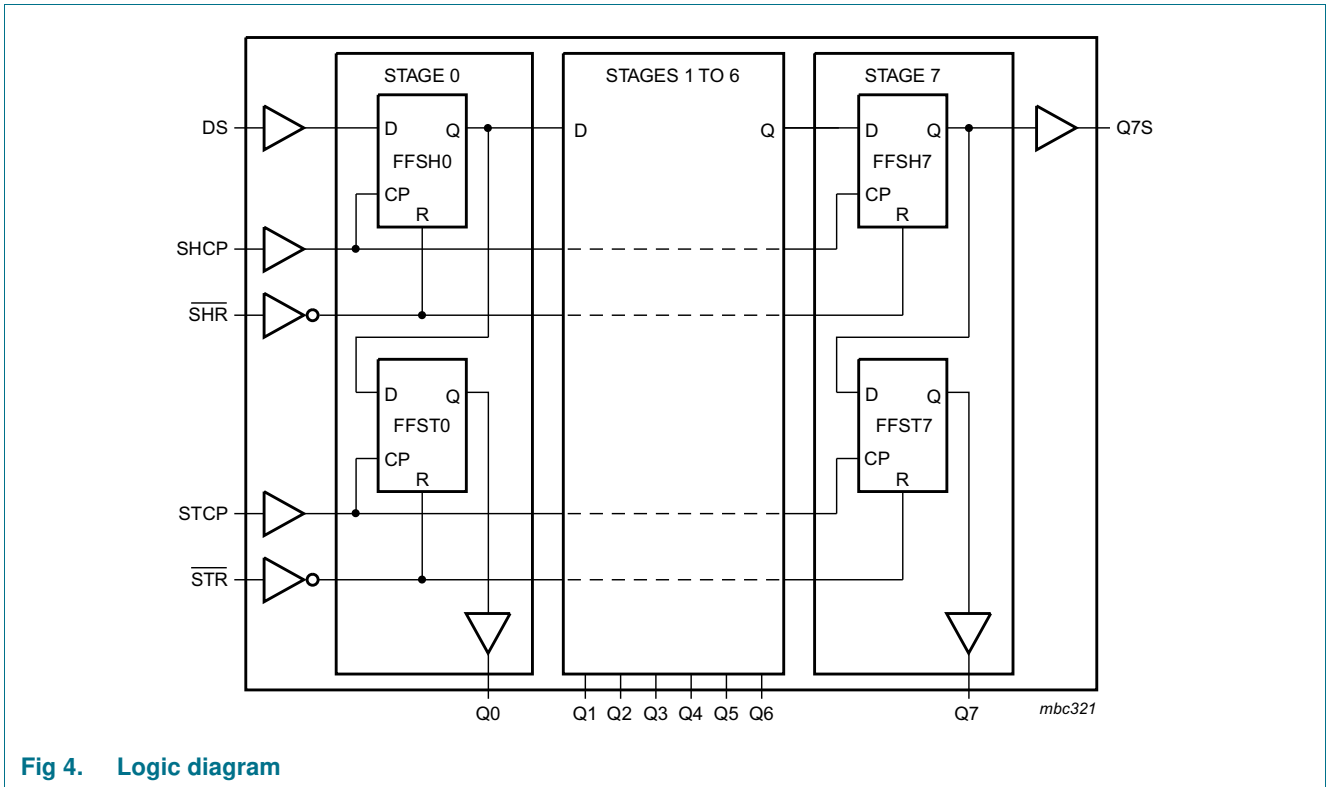 STAGE 0
STAGES 1 TO 6
STAGE 7
DS
D
Q
D
Q
D
Q
Q7S
FFSH0
FFSH7
CP
CP
R
R
SHCP
SHR
D
Q
D
Q
FFST0
FFST7
CP
CP
R
R
STCP
STR
Q0
Q1
Q2
Q3
Q4
Q5
Q6
Q7
mbc321
Fig 4. Logic diagram